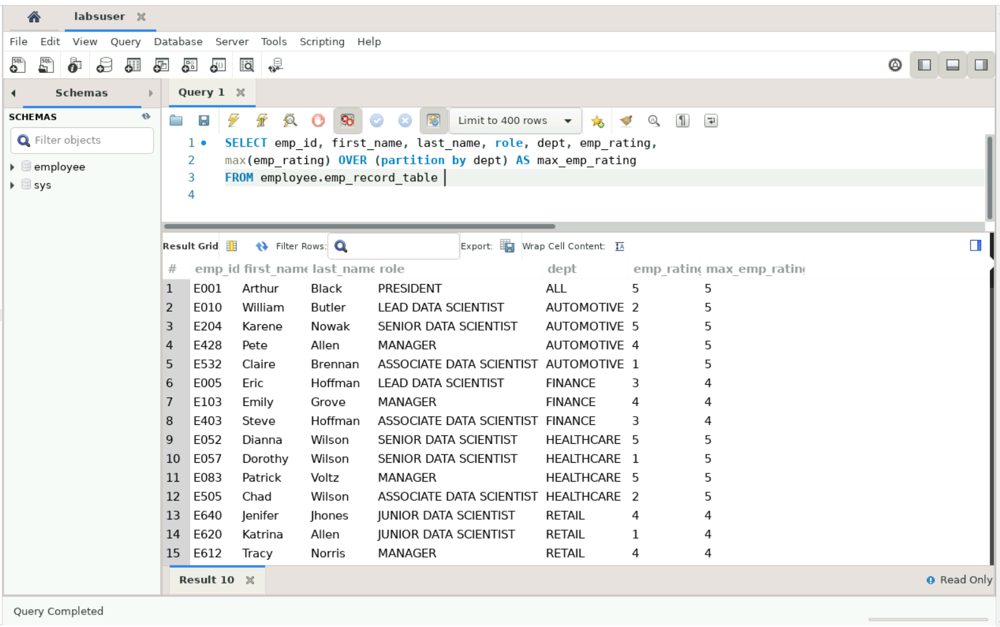 labsuser
File Edit View Query Database Server Tools Scripting Help
Schemas
Query 1
SCHEMAS
Limit to 400 rows
Filter objects
employee
sys
1 SELECT emp_id, first_name, last_name, role, dept, emp_rating,
2 max(emp_rating) OVER (partition by dept) AS max_emp_rating
3 FROM employee.emp_record_table
4
Result Grid Filter Rows: Export: Wrap Cell Content:
# emp_id first_name last_name role dept emp_rating max_emp_rating
1 E001 Arthur Black PRESIDENT ALL 5 5
2 E010 William Butler LEAD DATA SCIENTIST AUTOMOTIVE 2 5
3 E204 Karene Nowak SENIOR DATA SCIENTIST AUTOMOTIVE 5 5
4 E428 Pete Allen MANAGER AUTOMOTIVE 4 5
5 E532 Claire Brennan ASSOCIATE DATA SCIENTIST AUTOMOTIVE 1 5
6 E005 Eric Hoffman LEAD DATA SCIENTIST FINANCE 3 4
7 E103 Emily Grove MANAGER FINANCE 4 4
8 E403 Steve Hoffman ASSOCIATE DATA SCIENTIST FINANCE 3 4
9 E052 Dianna Wilson SENIOR DATA SCIENTIST HEALTHCARE 5 5
10 E057 Dorothy Wilson SENIOR DATA SCIENTIST HEALTHCARE 1 5
11 E083 Patrick Voltz MANAGER HEALTHCARE 5 5
12 E505 Chad Wilson ASSOCIATE DATA SCIENTIST HEALTHCARE 2 5
13 E640 Jenifer Jhones JUNIOR DATA SCIENTIST RETAIL 4 4
14 E620 Katrina Allen JUNIOR DATA SCIENTIST RETAIL 1 4
15 E612 Tracy Norris MANAGER RETAIL 4 4
Result 10
Read Only
Query Completed